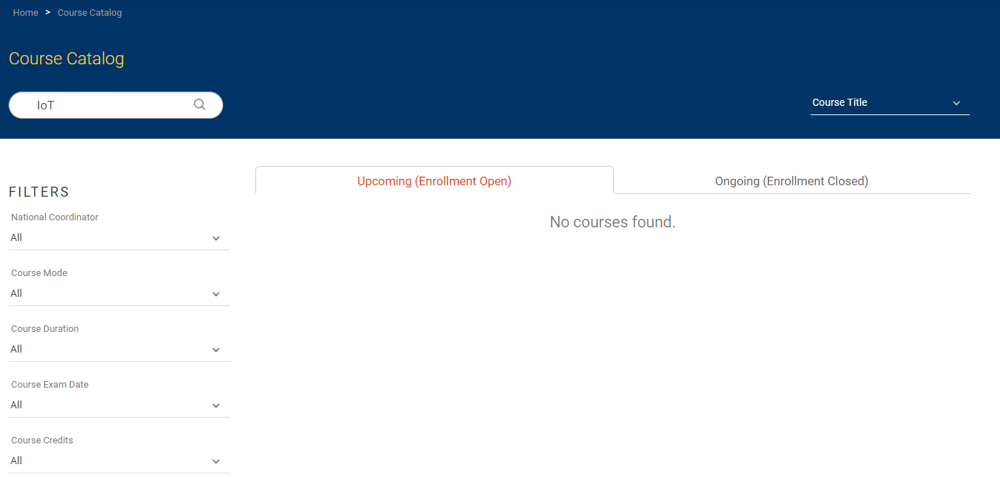 Home > Course Catalog
Course Catalog
IoT
Course Title
FILTERS
National Coordinator
All
Course Mode
All
Course Duration
All
Course Exam Date
All
Course Credits
All
Upcoming (Enrollment Open)
Ongoing (Enrollment Closed)
No courses found.